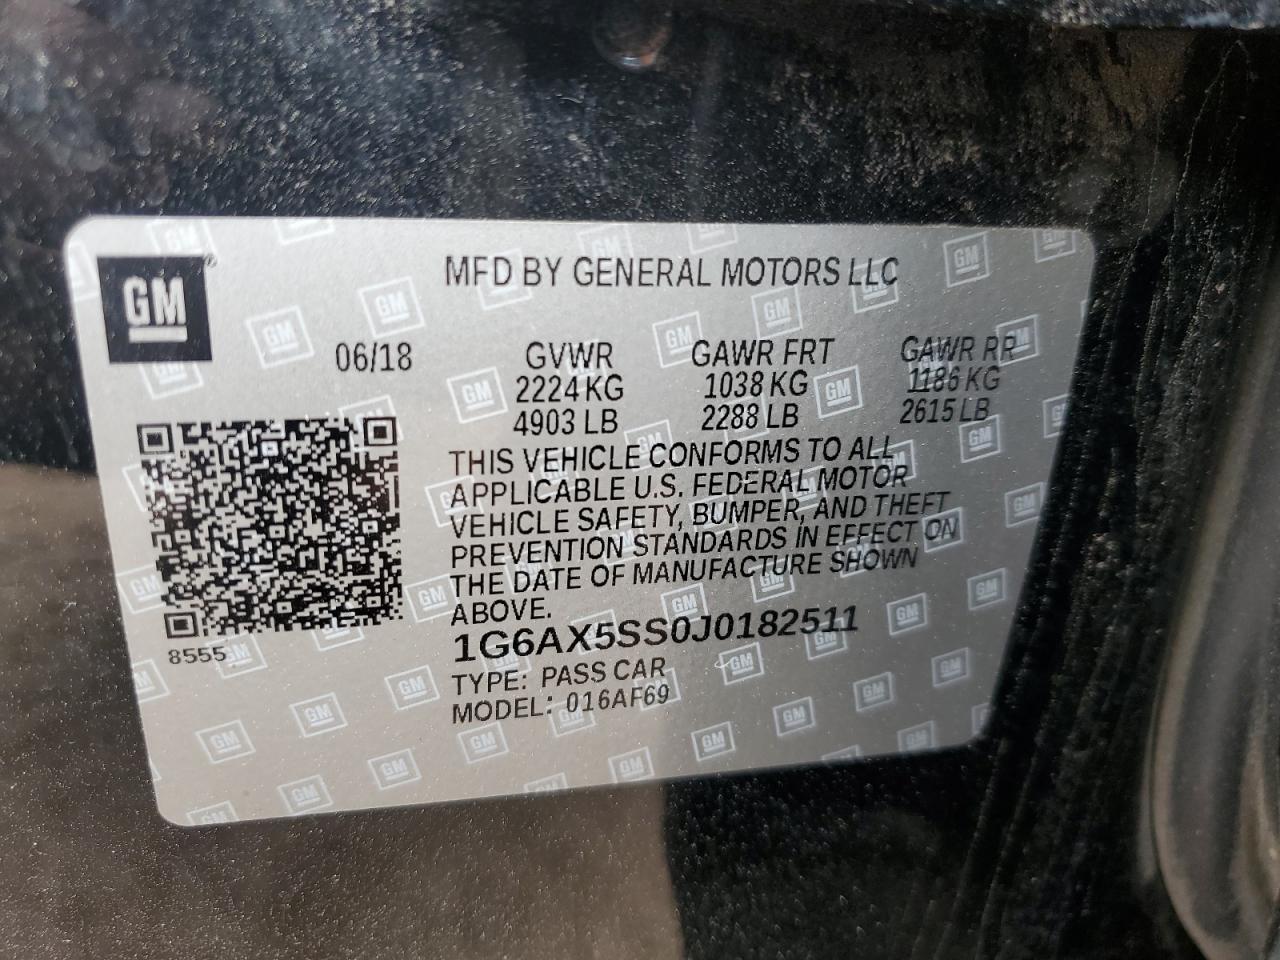 GM
MFD BY GENERAL MOTORS LLC
06/18 GVWR GAWR FRT GAWR RR
2224 KG 1038 KG 1186 KG
4903 LB 2288 LB 2615 LB
THIS VEHICLE CONFORMS TO ALL
APPLICABLE U.S. FEDERAL MOTOR
VEHICLE SAFETY, BUMPER, AND THEFT
PREVENTION STANDARDS IN EFFECT ON
THE DATE OF MANUFACTURE SHOWN
ABOVE.
1G6AX5SS0J0182511
8555
TYPE: PASS CAR
MODEL: 016AF69